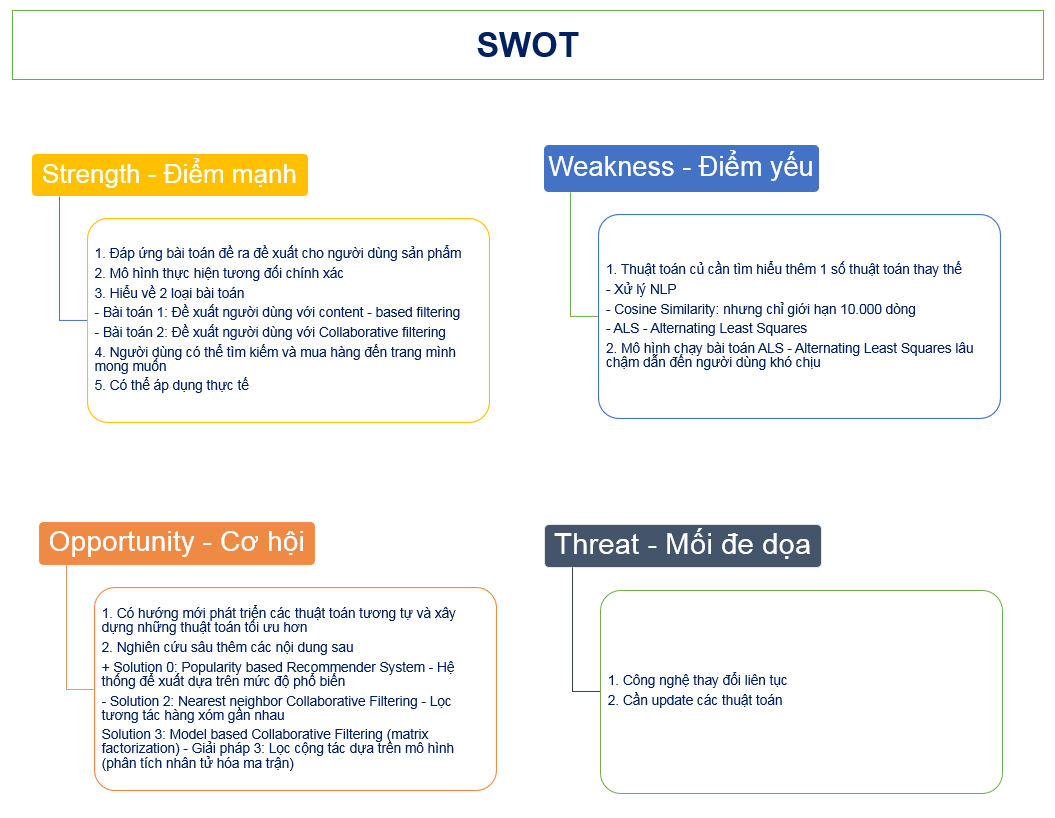 SWOT
Strength - Điểm mạnh
1. Đáp ứng bài toán đề ra đề xuất cho người dùng sản phẩm
2. Mô hình thực hiện tương đối chính xác
3. Hiểu về 2 loại bài toán
- Bài toán 1: Đề xuất người dùng với content - based filtering
- Bài toán 2: Đề xuất người dùng với Collaborative filtering
4. Người dùng có thể tìm kiếm và mua hàng đến trang mình
mong muốn
5. Có thể áp dụng thực tế
Weakness - Điểm yếu
1. Thuật toán củ cần tìm hiểu thêm 1 số thuật toán thay thế
- Xử lý NLP
- Cosine Similarity: nhưng chỉ giới hạn 10.000 dòng
- ALS - Alternating Least Squares
2. Mô hình chạy bài toán ALS - Alternating Least Squares lâu
chậm dẫn đến người dùng khó chịu
Opportunity - Cơ hội
1. Có hướng mới phát triển các thuật toán tương tự và xây
dựng những thuật toán tối ưu hơn
2. Nghiên cứu sâu thêm các nội dung sau
+ Solution 0: Popularity based Recommender System - Hệ
thống đề xuất dựa trên mức độ phổ biến
- Solution 2: Nearest neighbor Collaborative Filtering - Lọc
tương tác hàng xóm gần nhau
Solution 3: Model based Collaborative Filtering (matrix
factorization) - Giải pháp 3: Lọc cộng tác dựa trên mô hình
(phân tích nhân tử hóa ma trận)
Threat - Mối đe dọa
1. Công nghệ thay đổi liên tục
2. Cần update các thuật toán